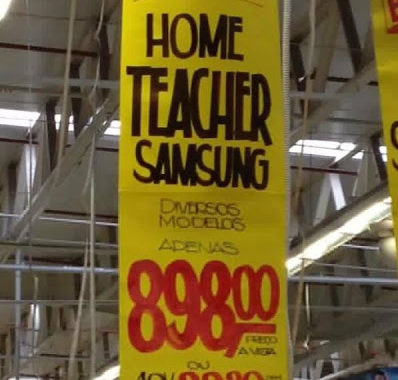 HOME
TEACHER
SAMSUNG
DIVERSOS
MODELOS
APENAS
898,00
PREÇO
A VISTA
OU